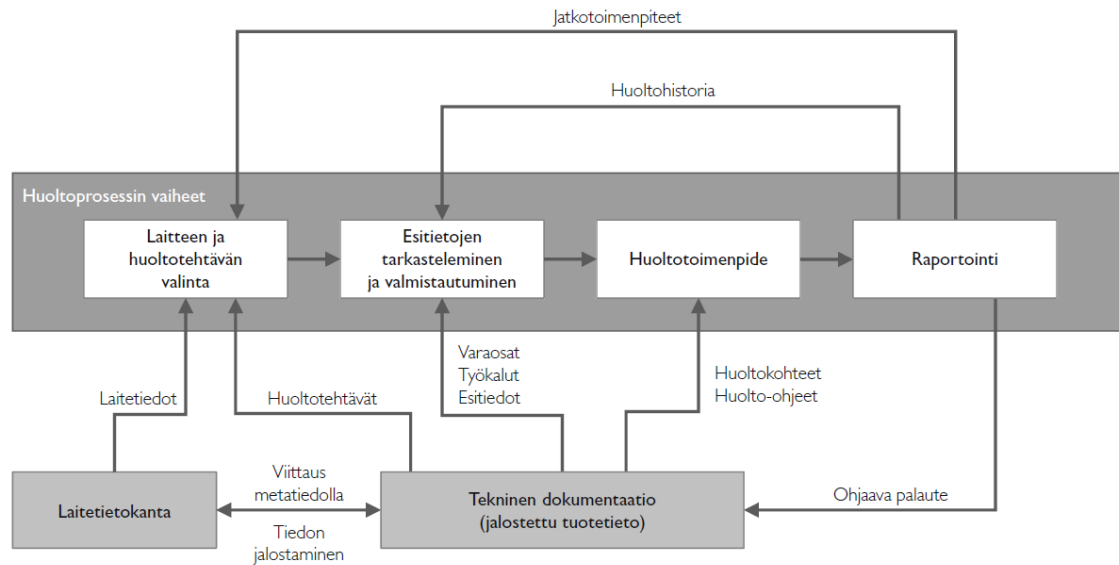 Jatkotoimenpiteet
Huoltohistoria
Huoltoprosessin vaiheet
Laitteen ja
huoltotehtävän
valinta
Esitietojen
tarkasteleminen
ja valmistautuminen
Huoltotoimenpide
Raportointi
Laitetiedot
Huoltotehtävät
Varaosat
Työkalut
Esitiedot
Huoltokohteet
Huolto-ohjeet
Laitetietokanta
Viittaus
metatiedolla
Tiedon
jalostaminen
Tekninen dokumentaatio
(jalostettu tuotetieto)
Ohjaava palaute